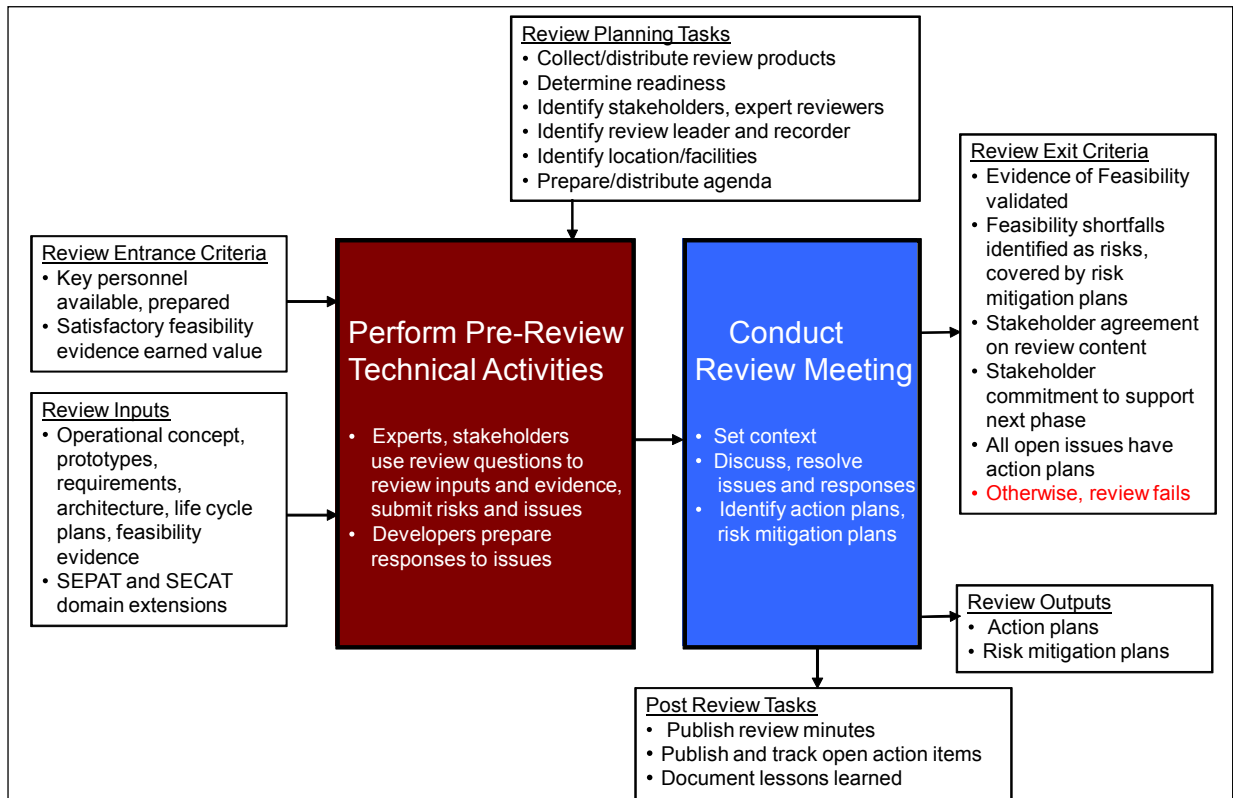 Review Planning Tasks
• Collect/distribute review products
• Determine readiness
• Identify stakeholders, expert reviewers
• Identify review leader and recorder
• Identify location/facilities
• Prepare/distribute agenda
Review Entrance Criteria
• Key personnel
available, prepared
• Satisfactory feasibility
evidence earned value
Review Inputs
• Operational concept,
prototypes,
requirements,
architecture, life cycle
plans, feasibility
evidence
• SEPAT and SECAT
domain extensions
Perform Pre-Review
Technical Activities
• Experts, stakeholders
use review questions to
review inputs and evidence,
submit risks and issues
• Developers prepare
responses to issues
Conduct
Review Meeting
• Set context
• Discuss, resolve
issues and responses
• Identify action plans,
risk mitigation plans
Review Exit Criteria
• Evidence of Feasibility
validated
• Feasibility shortfalls
identified as risks,
covered by risk
mitigation plans
• Stakeholder agreement
on review content
• Stakeholder
commitment to support
next phase
• All open issues have
action plans
• Otherwise, review fails
Review Outputs
• Action plans
• Risk mitigation plans
Post Review Tasks
• Publish review minutes
• Publish and track open action items
• Document lessons learned